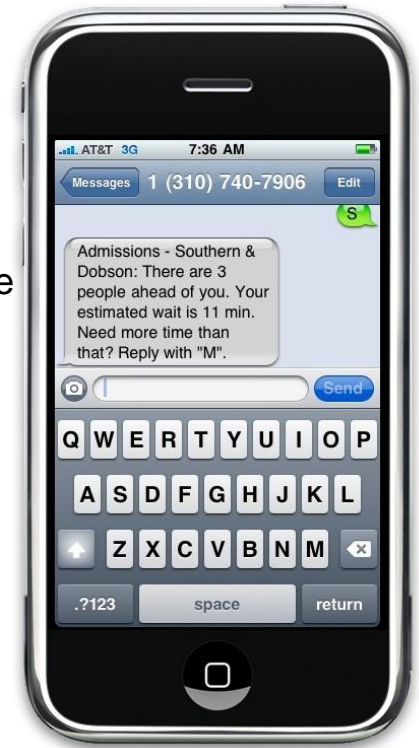 AT&T 3G 7:36 AM
Messages 1 (310) 740-7906 Edit
S
Admissions - Southern &
Dobson: There are 3
people ahead of you. Your
estimated wait is 11 min.
Need more time than
that? Reply with "M".
e
Send
Q W E R T Y U I O P
A S D F G H J K L
Z X C V B N M
.?123 space return